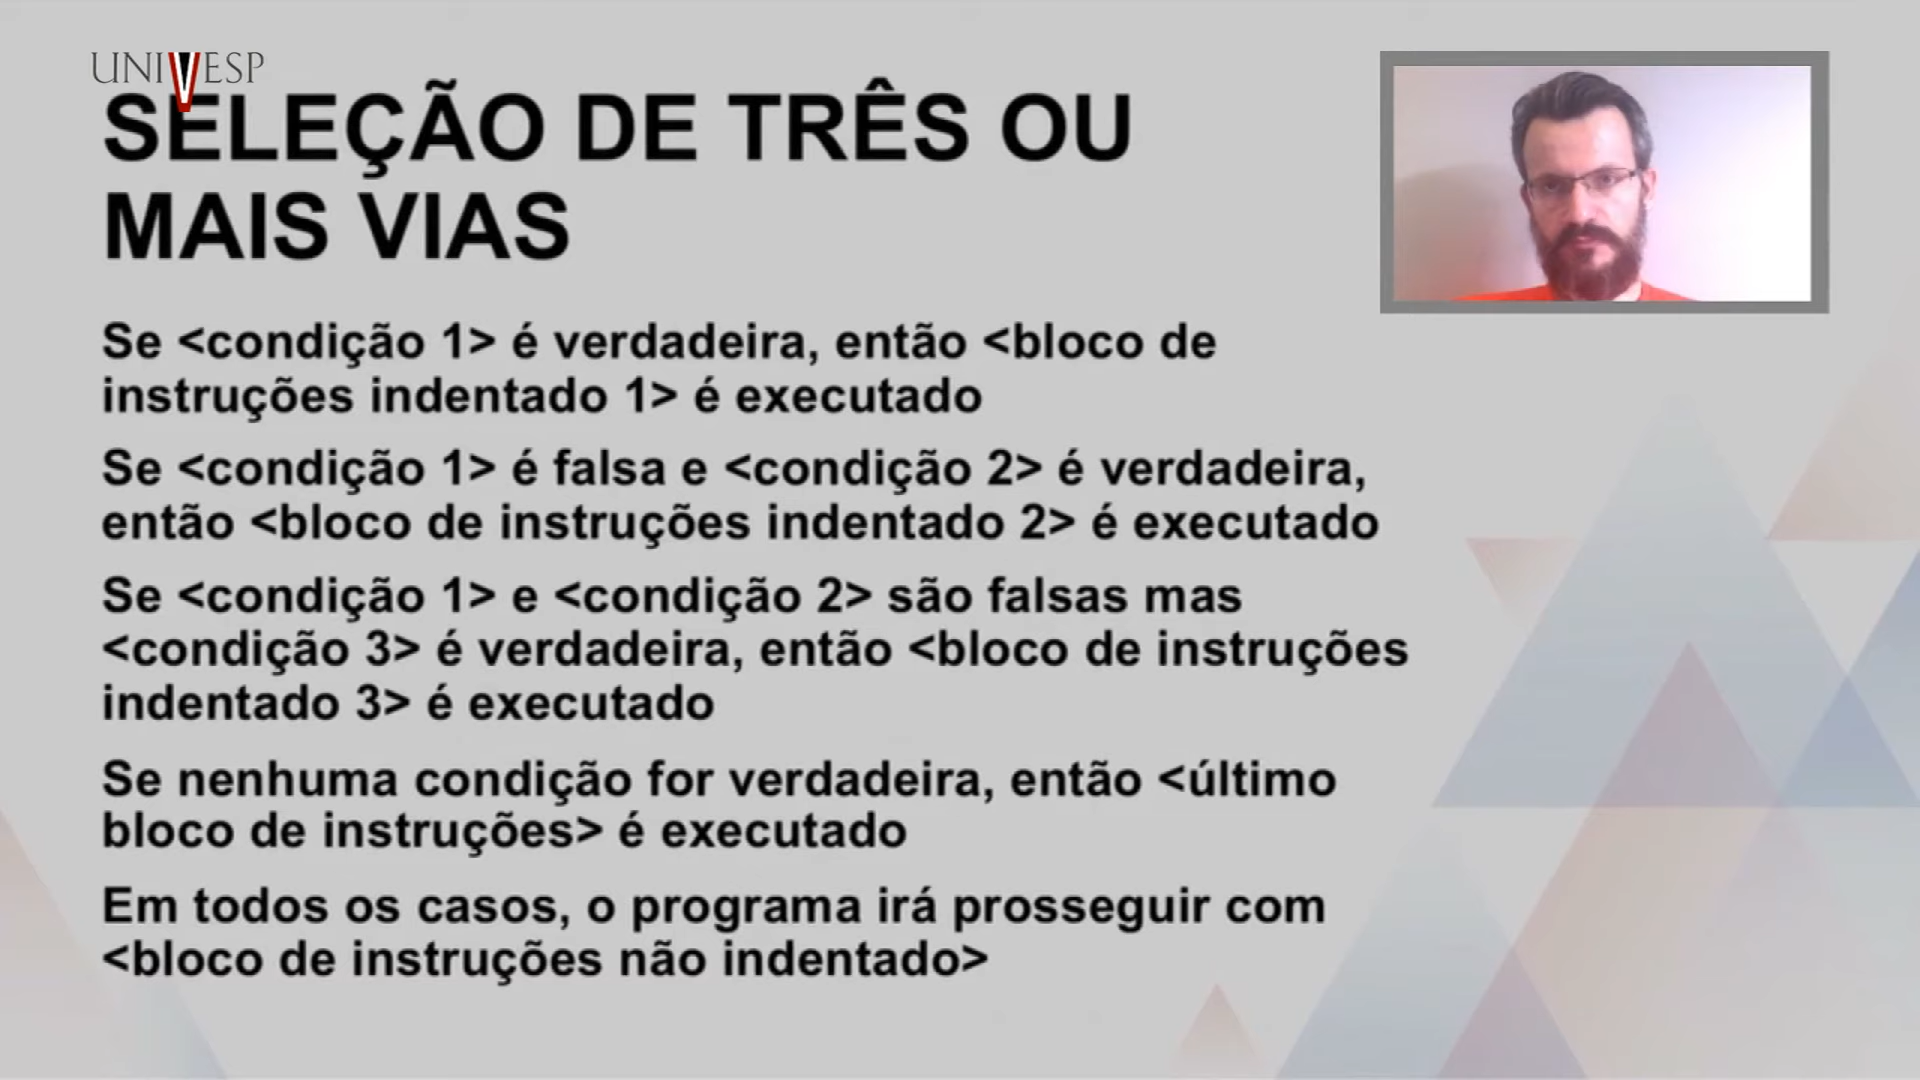 UNIVESP
SELEÇÃO DE TRÊS OU
MAIS VIAS
Se <condição 1> é verdadeira, então <bloco de
instruções indentado 1> é executado
Se <condição 1> é falsa e <condição 2> é verdadeira,
então <bloco de instruções indentado 2> é executado
Se <condição 1> e <condição 2> são falsas mas
<condição 3> é verdadeira, então <bloco de instruções
indentado 3> é executado
Se nenhuma condição for verdadeira, então <último
bloco de instruções> é executado
Em todos os casos, o programa irá prosseguir com
<bloco de instruções não indentado>